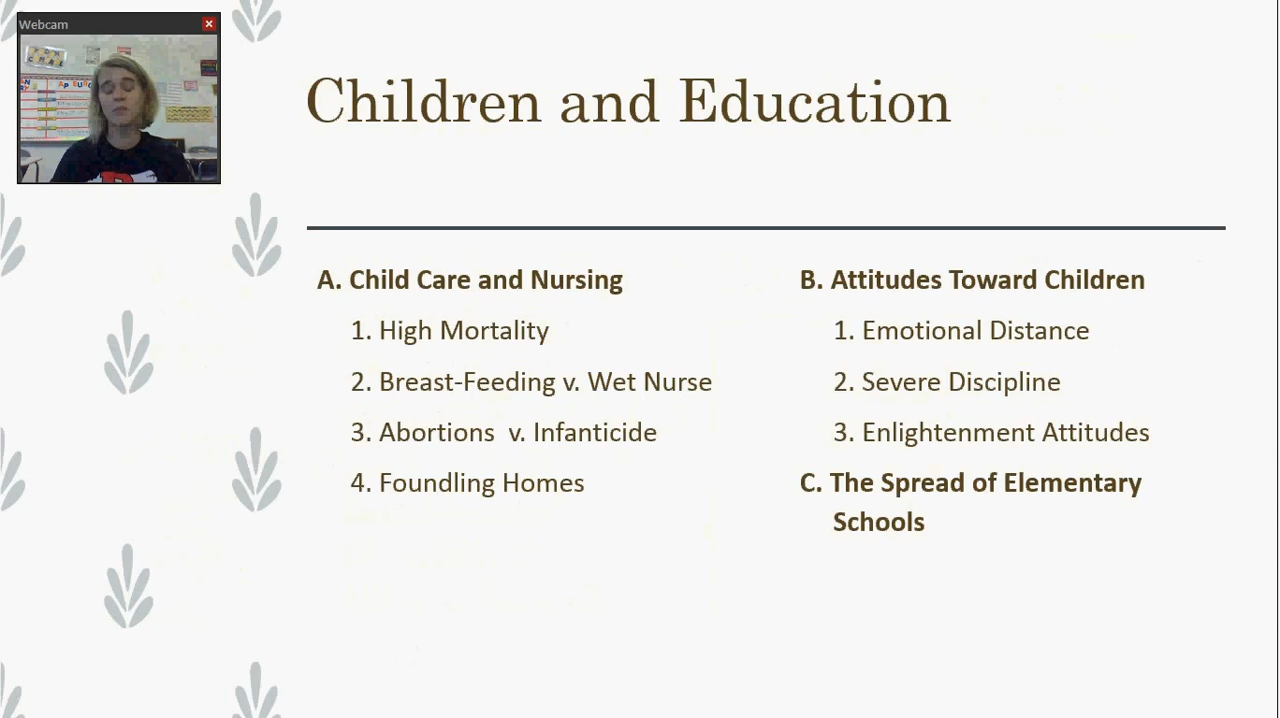 Webcam
Children and Education
A. Child Care and Nursing
1. High Mortality
2. Breast-Feeding v. Wet Nurse
3. Abortions v. Infanticide
4. Foundling Homes
B. Attitudes Toward Children
1. Emotional Distance
2. Severe Discipline
3. Enlightenment Attitudes
C. The Spread of Elementary
Schools